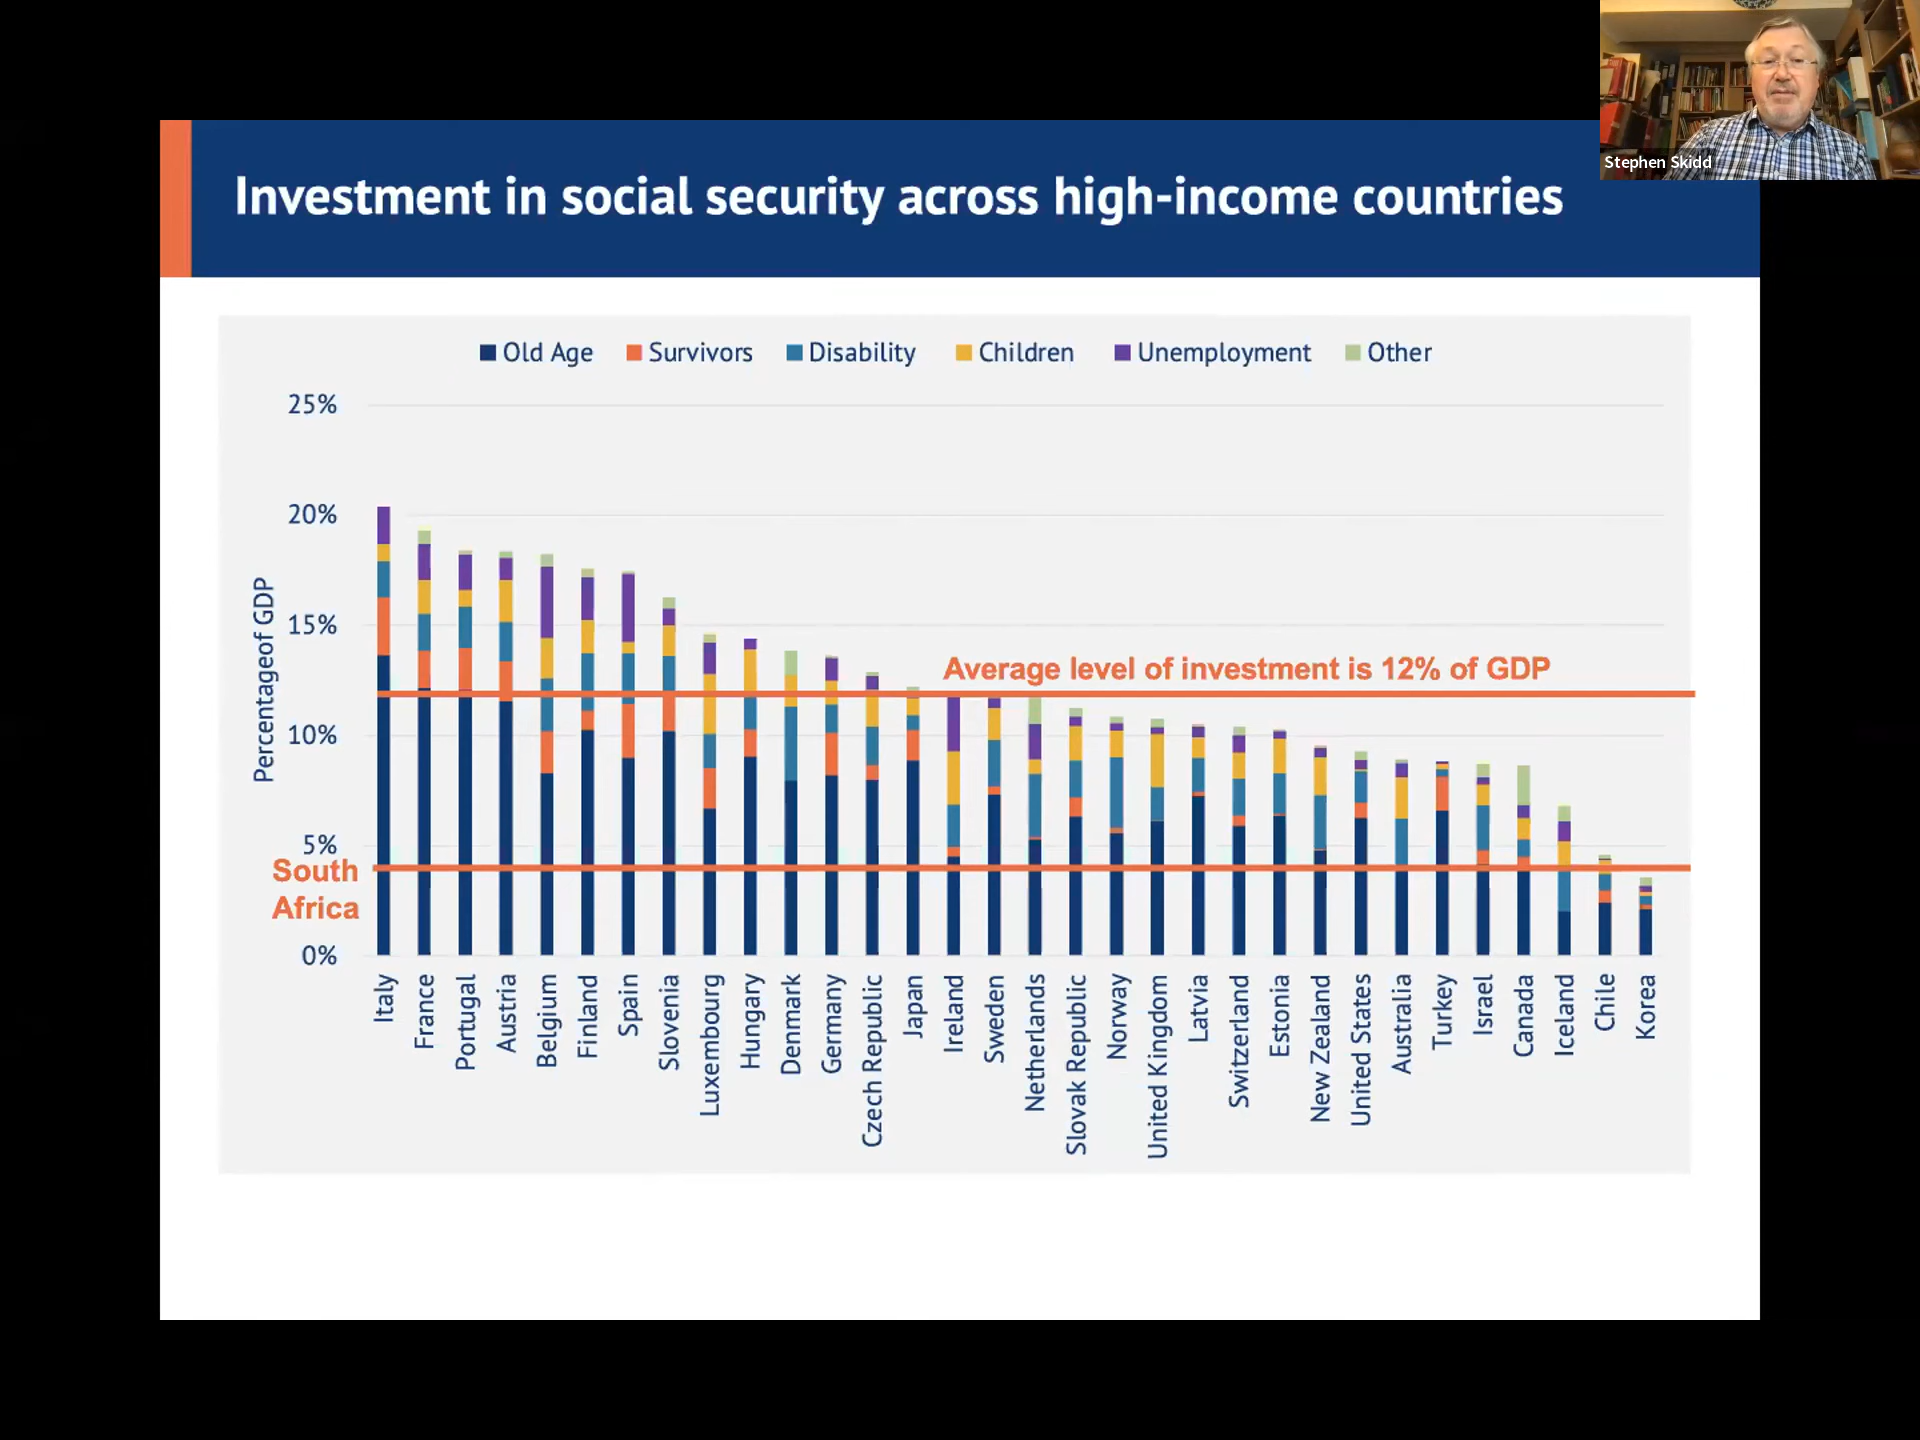 Stephen Skidd
Investment in social security across high-income countries
Old Age Survivors Disability Children Unemployment Other
25%
20%
15%
10%
5%
0%
Percentageof GDP
Average level of investment is 12% of GDP
South
Africa
Italy
France
Portugal
Austria
Belgium
Finland
Spain
Slovenia
Luxembourg
Hungary
Denmark
Germany
Czech Republic
Japan
Ireland
Sweden
Netherlands
Slovak Republic
Norway
United Kingdom
Latvia
Switzerland
Estonia
New Zealand
United States
Australia
Turkey
Israel
Canada
Iceland
Chile
Korea